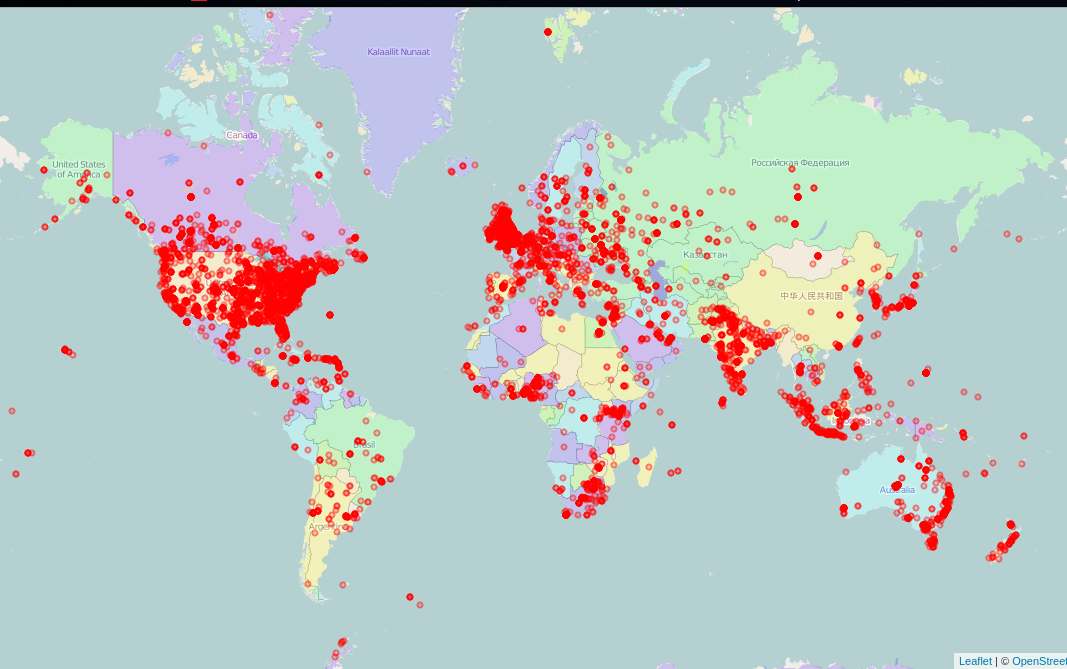 Kalaallit Nunaat
Canada
United States
of America
Российская Федерация
Казахстан
中华人民共和国
Brasil
Australia
Argentina
Leaflet | © OpenStreet